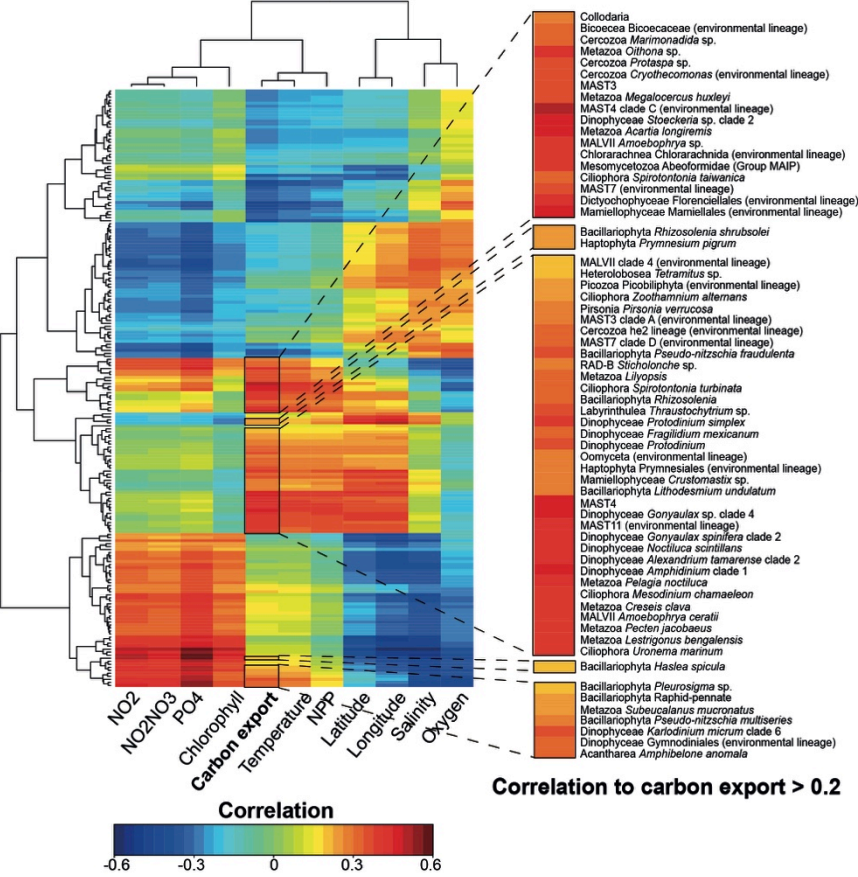 Collodaria
Bicoecea Bicoecaceae (environmental lineage)
Cercozoa Marimonadida sp.
Metazoa Oithona sp.
Cercozoa Protaspa sp.
Cercozoa Cryothecomonas (environmental lineage)
MAST3
Metazoa Megalocercus huxleyi
MAST4 clade C (environmental lineage)
Dinophyceae Stoeckeria sp. clade 2
Metazoa Acartia longiremis
MALVII Amoebophrya sp.
Chlorarachnea Chlorarachnida (environmental lineage)
Mesomycetozoa Abeoformidae (Group MAIP)
Ciliophora Spirotontonia taiwanica
MAST7 (environmental lineage)
Dictyochophyceae Florenciellales (environmental lineage)
Mamiellophyceae Mamiellales (environmental lineage)
Bacillariophyta Rhizosolenia shrubsolei
Haptophyta Prymnesium pigrum
MALVII clade 4 (environmental lineage)
Heterolobosea Tetramitus sp.
Picozoa Picobiliphyta (environmental lineage)
Ciliophora Zoothamnium alternans
Pirsonia Pirsonia verrucosa
MAST3 clade A (environmental lineage)
Cercozoa he2 lineage (environmental lineage)
MAST7 clade D (environmental lineage)
Bacillariophyta Pseudo-nitzschia fraudulenta
RAD-B Sticholonche sp.
Metazoa Lilyopsis
Ciliophora Spirotontonia turbinata
Bacillariophyta Rhizosolenia
Labyrinthulea Thraustochytrium sp.
Dinophyceae Protodinium simplex
Dinophyceae Fragilidium mexicanum
Dinophyceae Protodinium
Oomyceta (environmental lineage)
Haptophyta Prymnesiales (environmental lineage)
Mamiellophyceae Crustomastix sp.
Bacillariophyta Lithodesmium undulatum
MAST4
Dinophyceae Gonyaulax sp. clade 4
MAST11 (environmental lineage)
Dinophyceae Gonyaulax spinifera clade 2
Dinophyceae Noctiluca scintillans
Dinophyceae Alexandrium tamarense clade 2
Dinophyceae Amphidinium clade 1
Metazoa Pelagia noctiluca
Ciliophora Mesodinium chamaeleon
Metazoa Creseis clava
MALVII Amoebophrya ceratii
Metazoa Pecten jacobaeus
Metazoa Lestrigonus bengalensis
Ciliophora Uronema marinum
Bacillariophyta Haslea spicula
Bacillariophyta Pleurosigma sp.
Bacillariophyta Raphid-pennate
Metazoa Subeucalanus mucronatus
Bacillariophyta Pseudo-nitzschia multiseries
Dinophyceae Karlodinium micrum clade 6
Dinophyceae Gymnodiniales (environmental lineage)
Acantharea Amphibelone anomala
NO2
NO2NO3
PO4
Chlorophyll
Carbon export
Temperature
NPP
Latitude
Longitude
Salinity
Oxygen
Correlation to carbon export > 0.2
Correlation
-0.6 -0.3 0 0.3 0.6